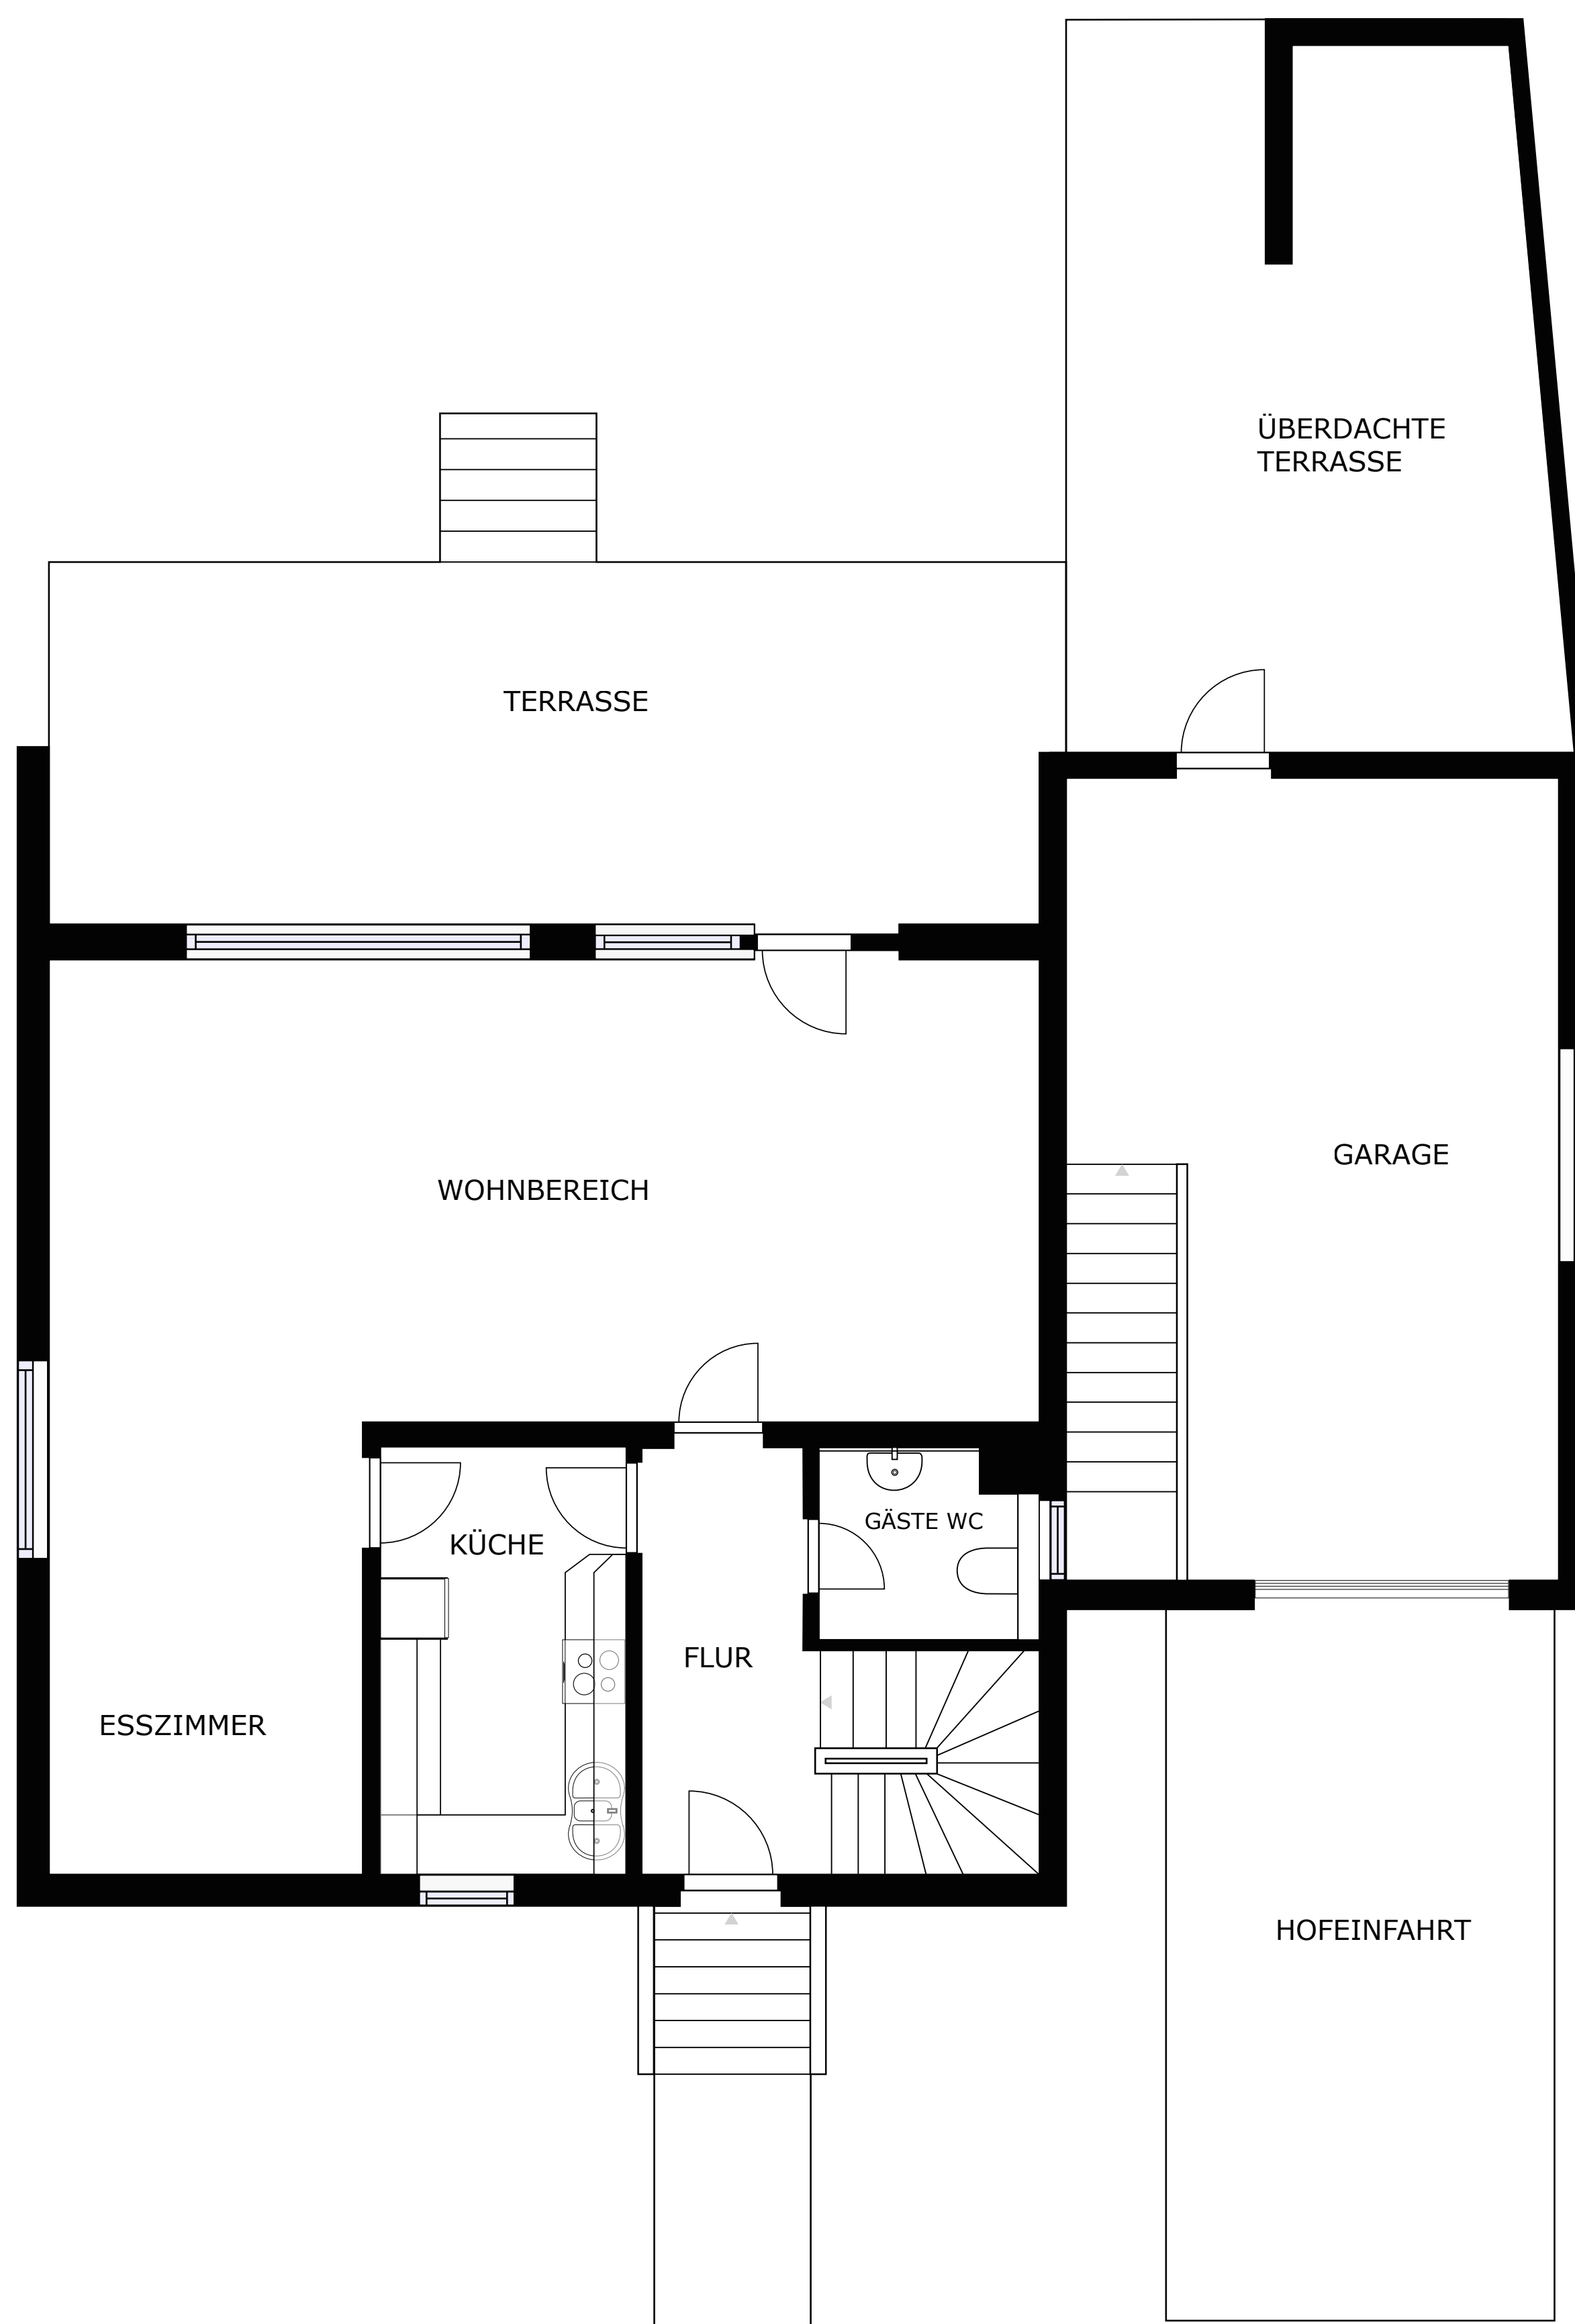 ÜBERDACHTE
TERRASSE
TERRASSE
GARAGE
WOHNBEREICH
GÄSTE WC
KÜCHE
FLUR
ESSZIMMER
HOFEINFAHRT